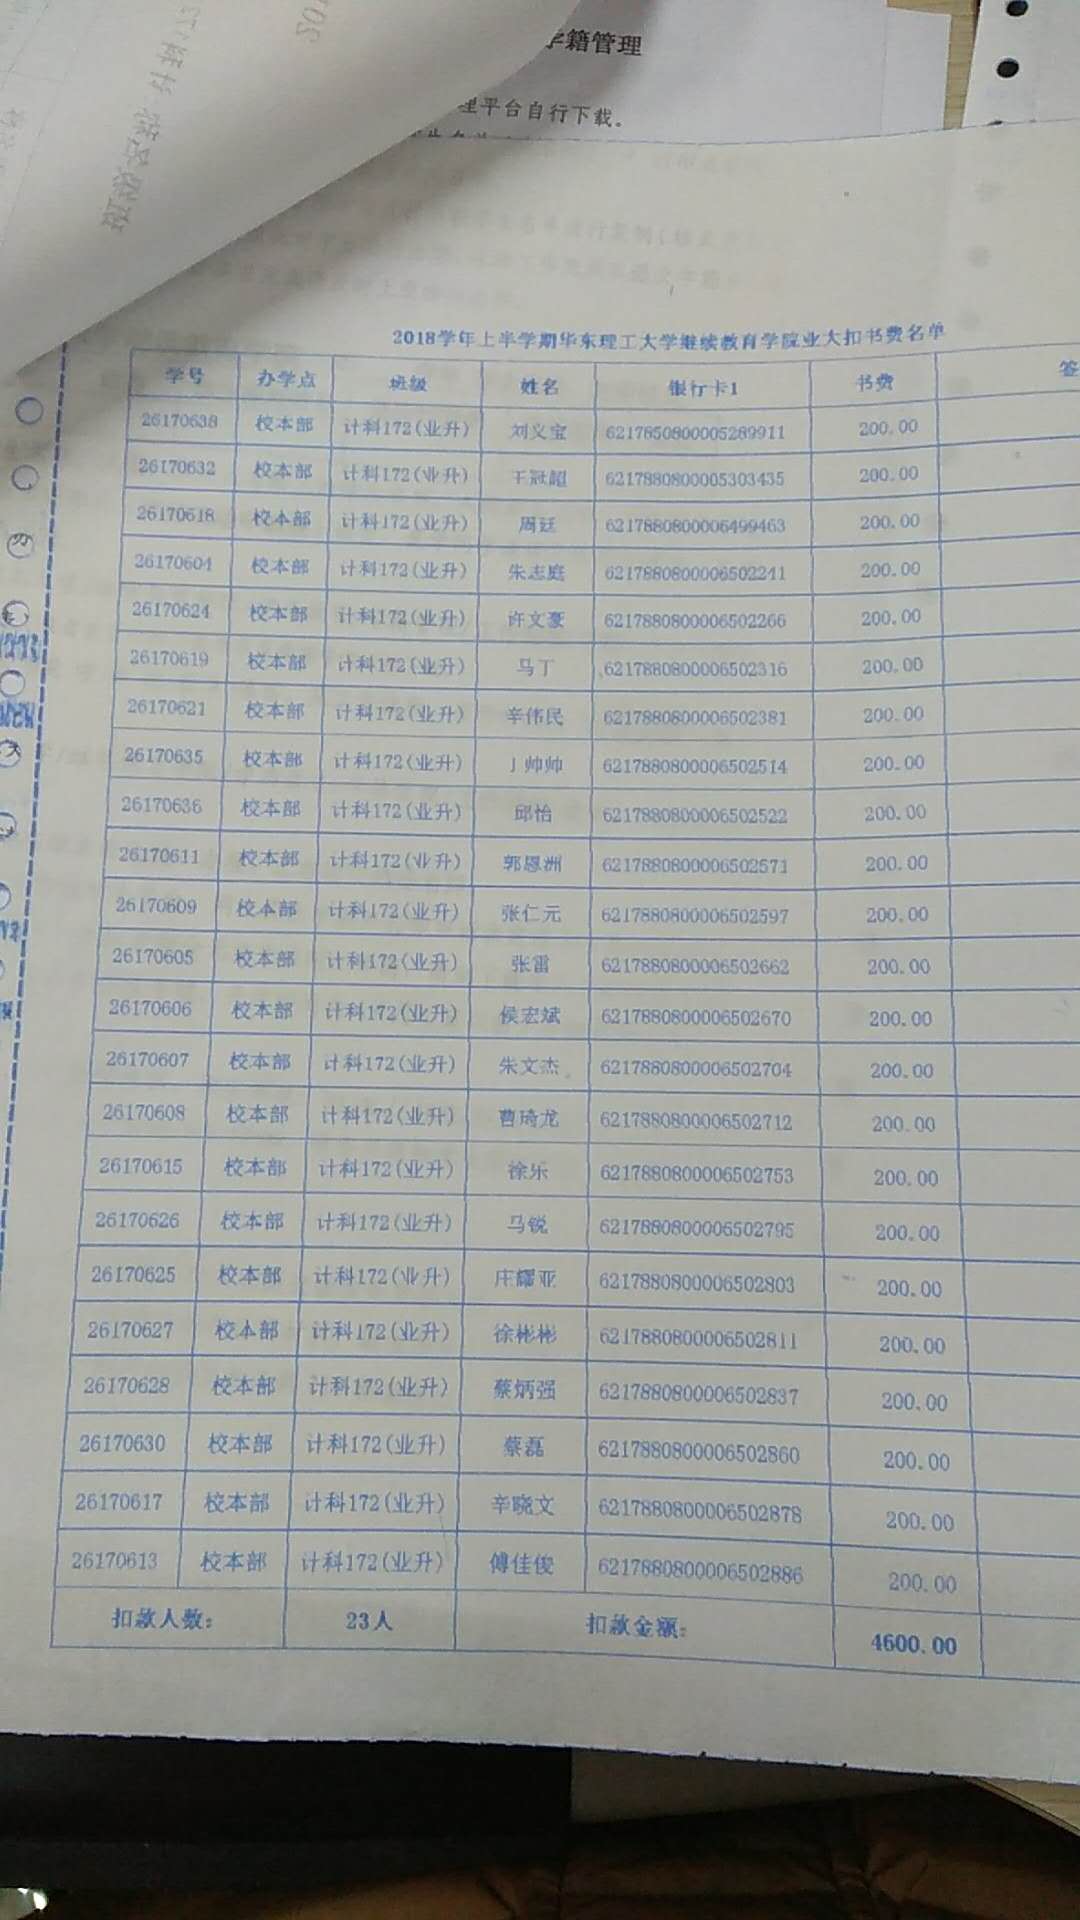 学籍管理
理平台自行下载。
2018学年上半学期华东理工大学继续教育学院业大扣书费名单
学号 办学点 班级 姓名 银行卡1 书费 签
26170638 校本部 计科172(业升) 刘义宝 6217850800005289911 200.00
26170632 校本部 计科172(业升) 王冠超 6217880800005303435 200.00
26170618 校本部 计科172(业升) 周廷 6217880800006499463 200.00
26170604 校本部 计科172(业升) 朱志庭 6217880800006502241 200.00
26170624 校本部 计科172(业升) 许文豪 6217880800006502266 200.00
26170619 校本部 计科172(业升) 马丁 6217880800006502316 200.00
26170621 校本部 计科172(业升) 辛伟民 6217880800006502381 200.00
26170635 校本部 计科172(业升) 丁帅帅 6217880800006502514 200.00
26170636 校本部 计科172(业升) 邱怡 6217880800006502522 200.00
26170611 校本部 计科172(业升) 郭恩洲 6217880800006502571 200.00
26170609 校本部 计科172(业升) 张仁元 6217880800006502597 200.00
26170605 校本部 计科172(业升) 张雷 6217880800006502662 200.00
26170606 校本部 计科172(业升) 侯宏斌 6217880800006502670 200.00
26170607 校本部 计科172(业升) 朱文杰 6217880800006502704 200.00
26170608 校本部 计科172(业升) 曹琦龙 6217880800006502712 200.00
26170615 校本部 计科172(业升) 徐乐 6217880800006502753 200.00
26170626 校本部 计科172(业升) 马锐 6217880800006502795 200.00
26170625 校本部 计科172(业升) 庄耀亚 6217880800006502803 200.00
26170627 校本部 计科172(业升) 徐彬彬 6217880800006502811 200.00
26170628 校本部 计科172(业升) 蔡炳强 6217880800006502837 200.00
26170630 校本部 计科172(业升) 蔡磊 6217880800006502860 200.00
26170617 校本部 计科172(业升) 辛晓文 6217880800006502878 200.00
26170613 校本部 计科172(业升) 傅佳俊 6217880800006502886 200.00
扣款人数： 23人 扣款金额： 4600.00